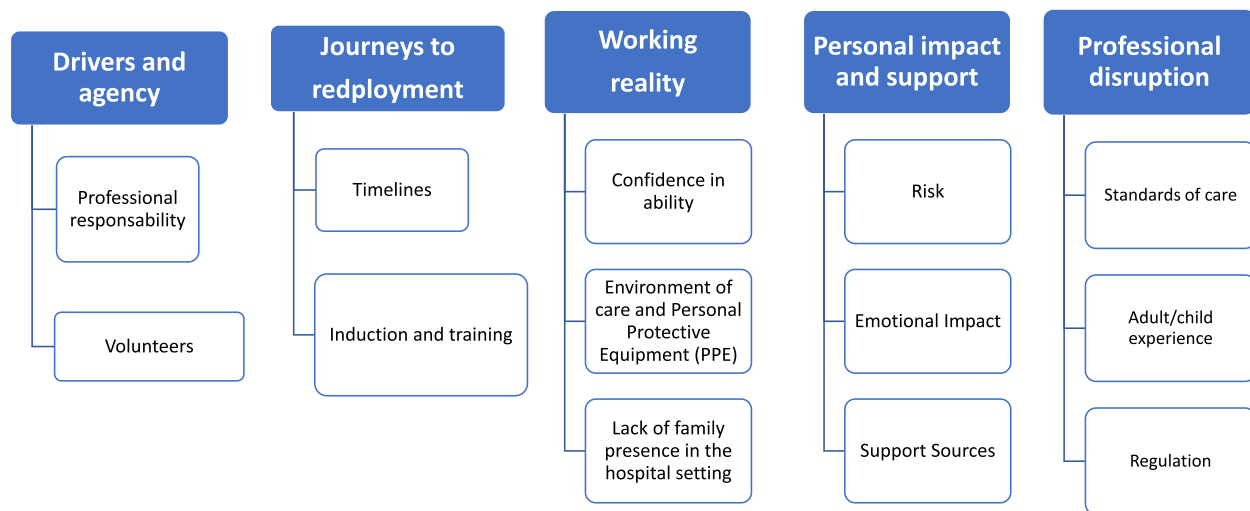 Drivers and
agency
Professional
responsability
Volunteers
Journeys to
redployment
Timelines
Induction and training
Working
reality
Confidence in
ability
Environment of
care and Personal
Protective
Equipment (PPE)
Lack of family
presence in the
hospital setting
Personal impact
and support
Risk
Emotional Impact
Support Sources
Professional
disruption
Standards of care
Adult/child
experience
Regulation